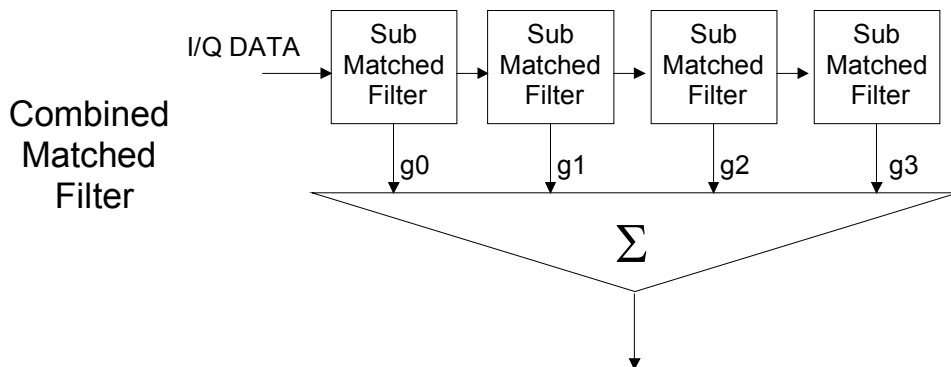 I/Q DATA
Sub
Matched
Filter
Sub
Matched
Filter
Sub
Matched
Filter
Sub
Matched
Filter
Combined
Matched
Filter
g0
g1
g2
g3
Σ